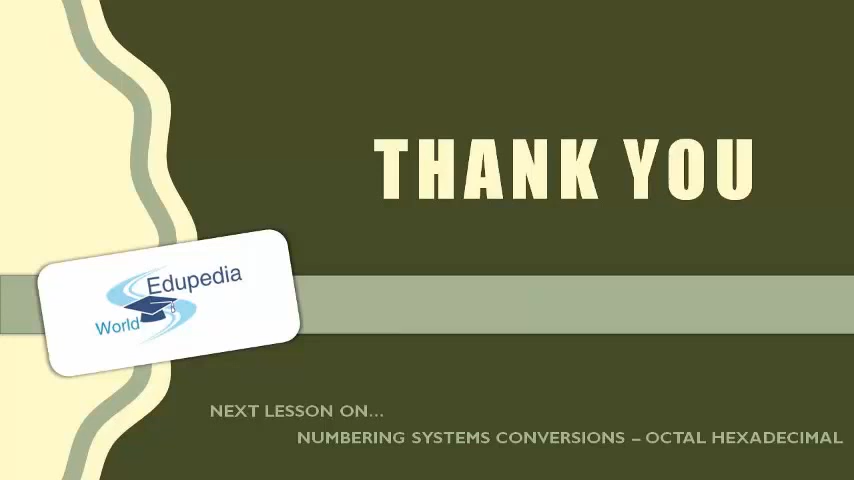 THANK YOU
Edupedia
World
NEXT LESSON ON...
NUMBERING SYSTEMS CONVERSIONS – OCTAL HEXADECIMAL